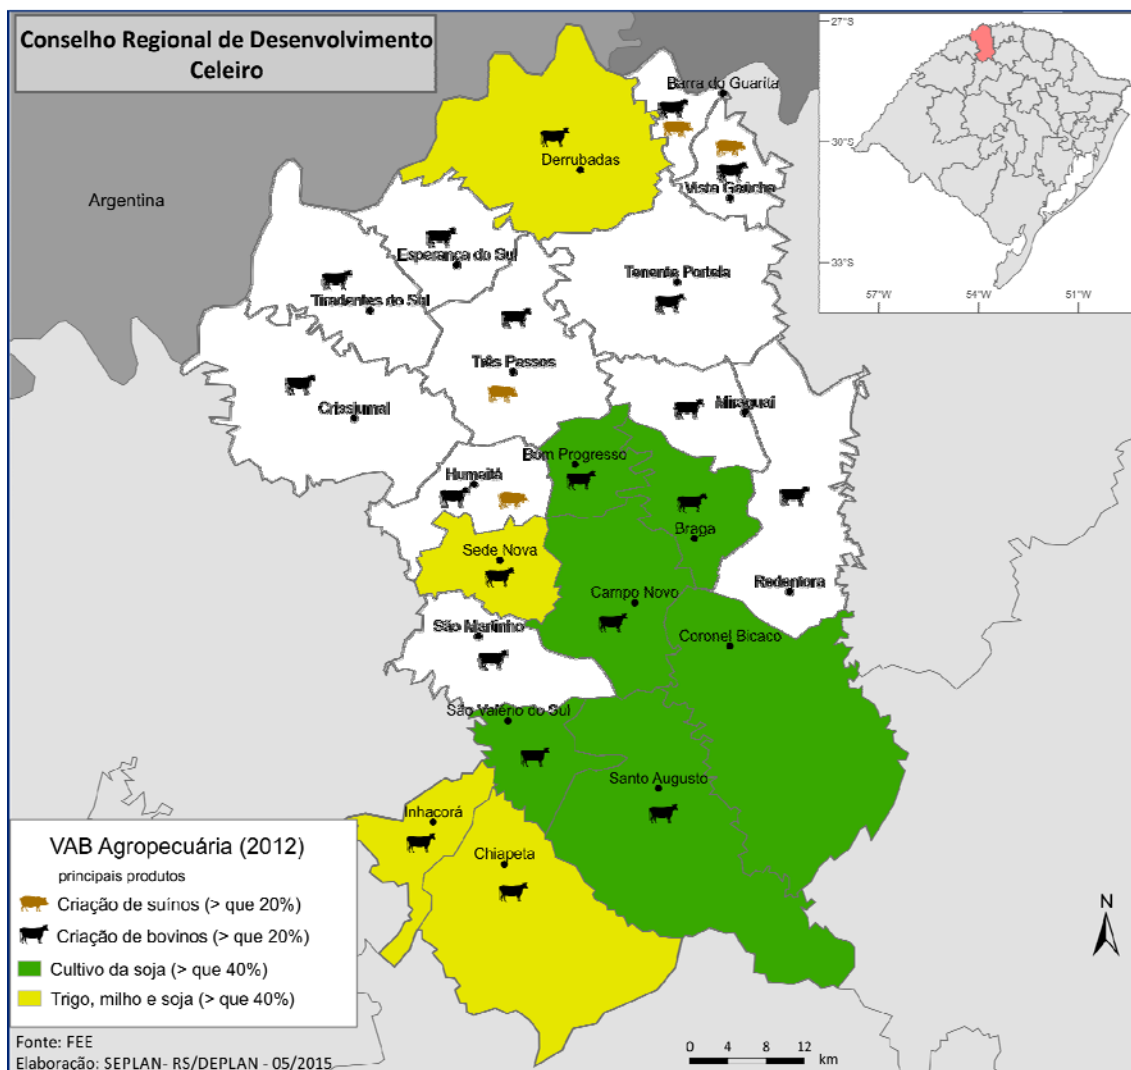 Conselho Regional de Desenvolvimento
Celeiro
27°S
30°S
33°S
57°W
54°W
51°W
Argentina
Barra do Guarita
Derrubadas
Vista Gaúcha
Esperança do Sul
Tenente Portela
Tiradentes do Sul
Três Passos
Crissiumal
Miraguaí
Bom Progresso
Humaitá
Braga
Sede Nova
Redentora
Campo Novo
São Martinho
Coronel Bicaco
São Valério do Sul
Santo Augusto
Inhacorá
Chiapeta
VAB Agropecuária (2012)
principais produtos
Criação de suínos (> que 20%)
Criação de bovinos (> que 20%)
Cultivo da soja (> que 40%)
Trigo, milho e soja (> que 40%)
N
0 4 8 12
km
Fonte: FEE
Elaboração: SEPLAN- RS/DEPLAN - 05/2015